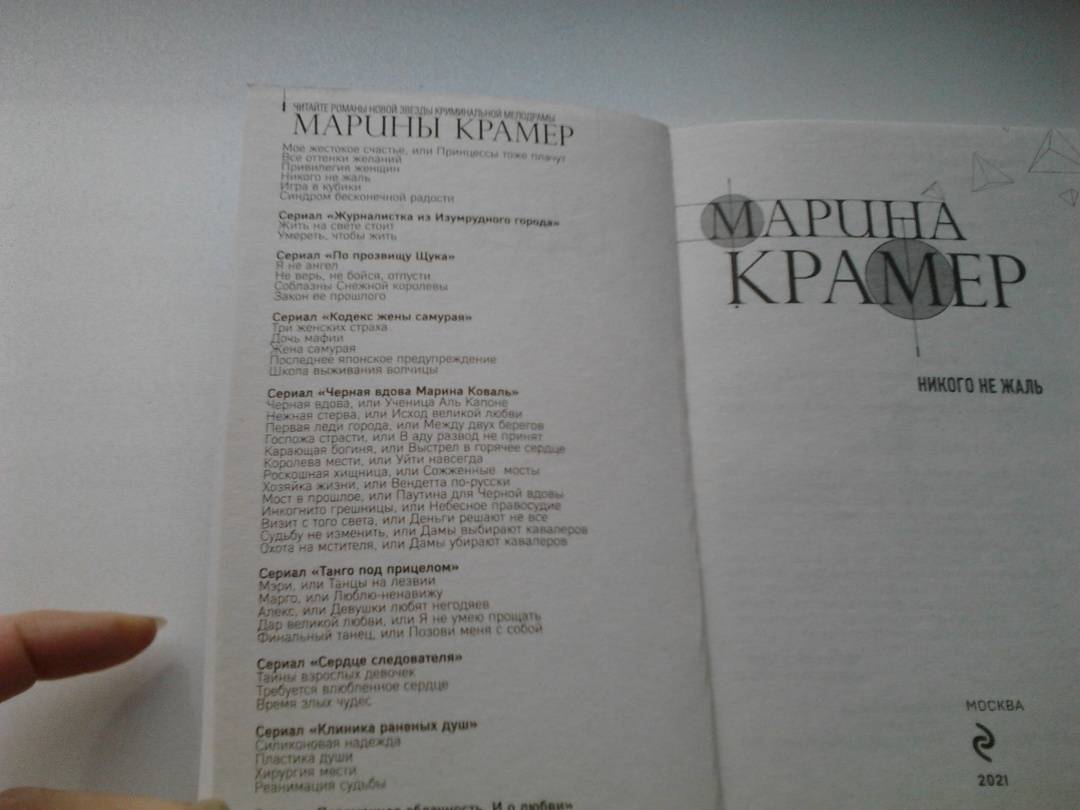 ЧИТАЙТЕ РОМАНЫ НОВОЙ ЗВЕЗДЫ КРИМИНАЛЬНОЙ МЕЛОДРАМЫ
МАРИНЫ КРАМЕР
Мое жестокое счастье, или Принцессы тоже плачут
Все оттенки желаний
Привилегия женщин
Никого не жаль
Игра в кубики
Синдром бесконечной радости
Сериал «Журналистка из Изумрудного города»
Жить на свете стоит
Умереть, чтобы жить
Сериал «По прозвищу Щука»
Я не ангел
Не верь, не бойся, отпусти
Соблазны Снежной королевы
Закон ее прошлого
Сериал «Кодекс жены самурая»
Три женских страха
Дочь мафии
Жена самурая
Последнее японское предупреждение
Школа выживания волчицы
Сериал «Черная вдова Марина Коваль»
Черная вдова, или Ученица Аль Капоне
Нежная стерва, или Исход великой любви
Первая леди города, или Между двух берегов
Госпожа страсти, или В аду развод не принят
Карающая богиня, или Выстрел в горячее сердце
Королева мести, или Уйти навсегда
Роскошная хищница, или Сожженные мосты
Хозяйка жизни, или Вендетта по-русски
Мост в прошлое, или Паутина для Черной вдовы
Инкогнито грешницы, или Небесное правосудие
Визит с того света, или Деньги решают не все
Судьбу не изменить, или Дамы выбирают кавалеров
Охота на мстителя, или Дамы убирают кавалеров
Сериал «Танго под прицелом»
Мэри, или Танцы на лезвии
Марго, или Люблю-ненавижу
Алекс, или Девушки любят негодяев
Дар великой любви, или Я не умею прощать
Финальный танец, или Позови меня с собой
Сериал «Сердце следователя»
Тайны взрослых девочек
Требуется влюбленное сердце
Время злых чудес
Сериал «Клиника раненых душ»
Силиконовая надежда
Пластика души
Хирургия мести
Реанимация судьбы
облачность. И о любви»
МАРИНА
КРАМЕР
НИКОГО НЕ ЖАЛЬ
МОСКВА
2021